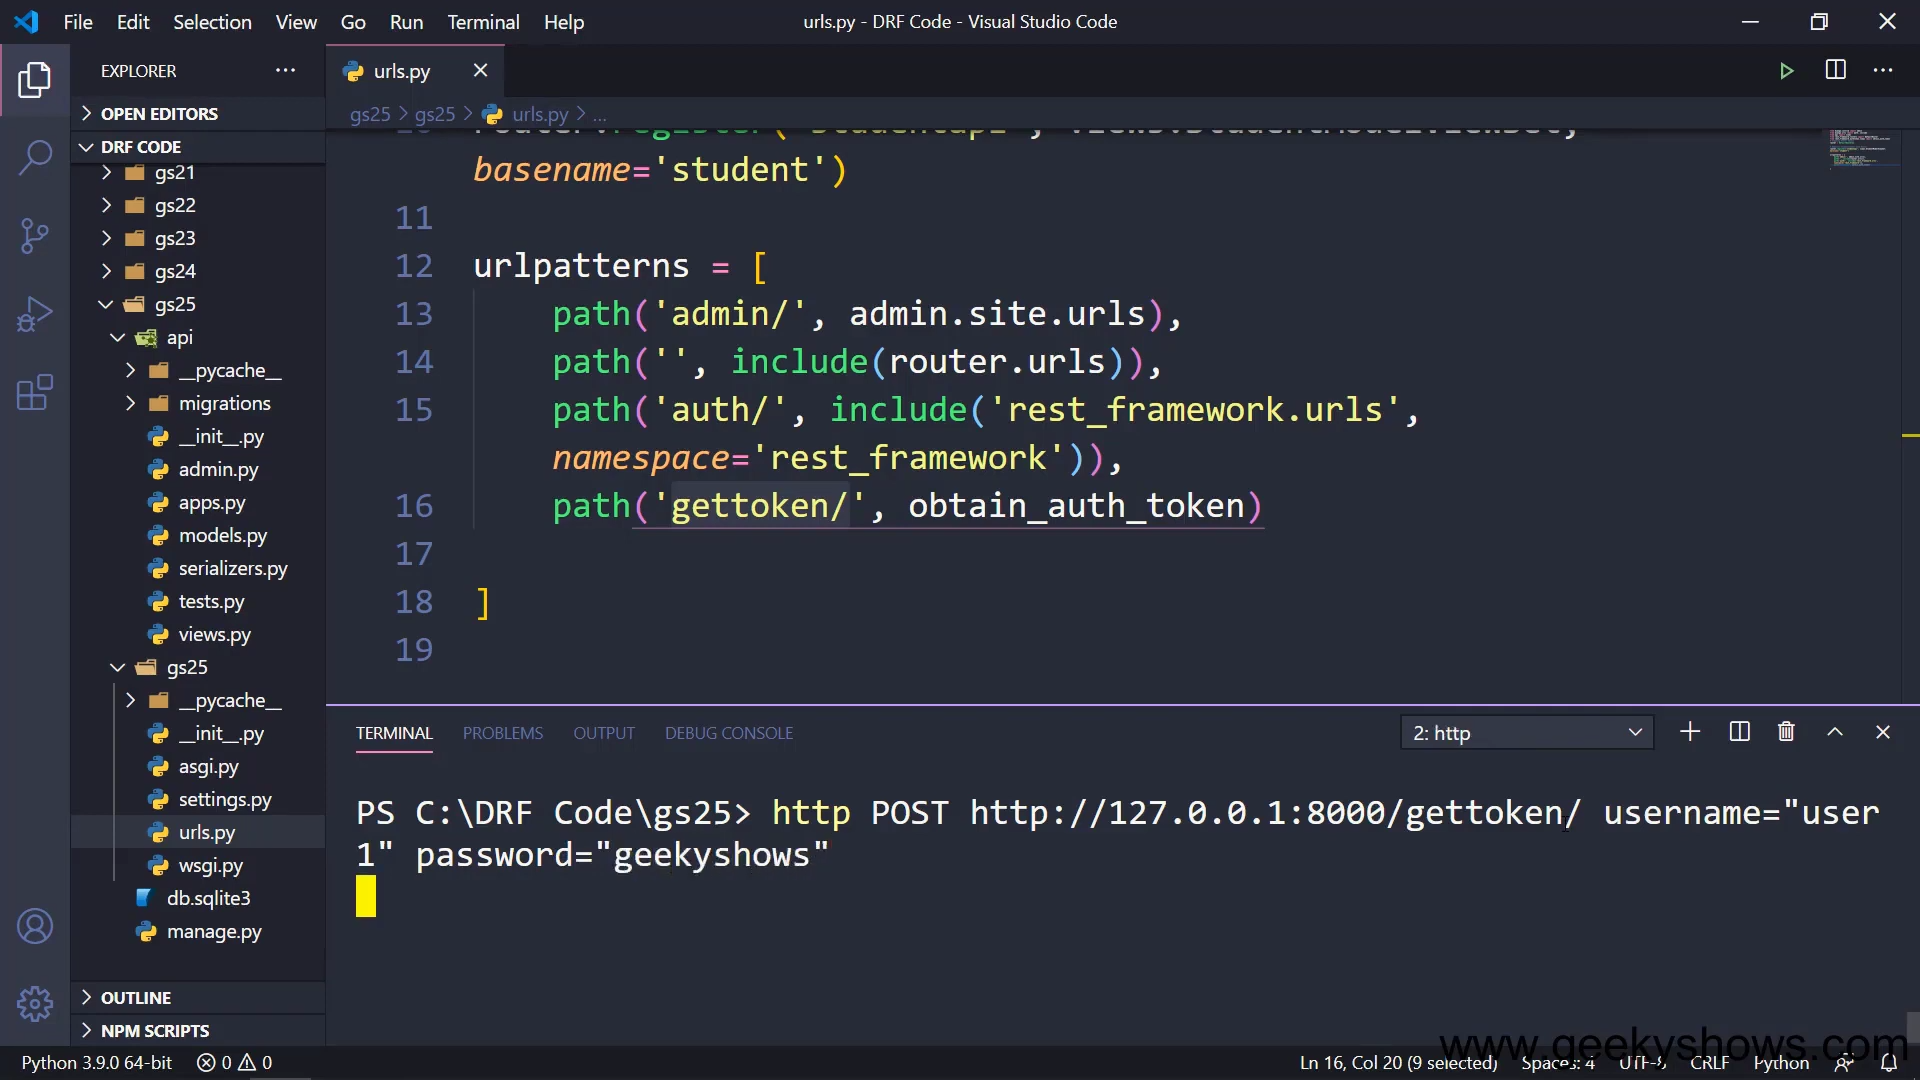 File Edit Selection View Go Run Terminal Help urls.py - DRF Code - Visual Studio Code
EXPLORER ··· urls.py
OPEN EDITORS
DRF CODE
gs21
gs22
gs23
gs24
gs25
api
__pycache__
migrations
__init__.py
admin.py
apps.py
models.py
serializers.py
tests.py
views.py
gs25
__pycache__
__init__.py
asgi.py
settings.py
urls.py
wsgi.py
db.sqlite3
manage.py
OUTLINE
NPM SCRIPTS
gs25 > gs25 > urls.py > ...
basename='student')
11
12 urlpatterns = [
13 path('admin/', admin.site.urls),
14 path('', include(router.urls)),
15 path('auth/', include('rest_framework.urls',
namespace='rest_framework')),
16 path('gettoken/', obtain_auth_token)
17
18 ]
19
TERMINAL PROBLEMS OUTPUT DEBUG CONSOLE 2: http
PS C:\DRF Code\gs25> http POST http://127.0.0.1:8000/gettoken/ username="user
1" password="geekyshows"
www.geekyshows.com
Python 3.9.0 64-bit 0 0 Ln 16, Col 20 (9 selected) Spaces: 4 UTF-8 CRLF Python